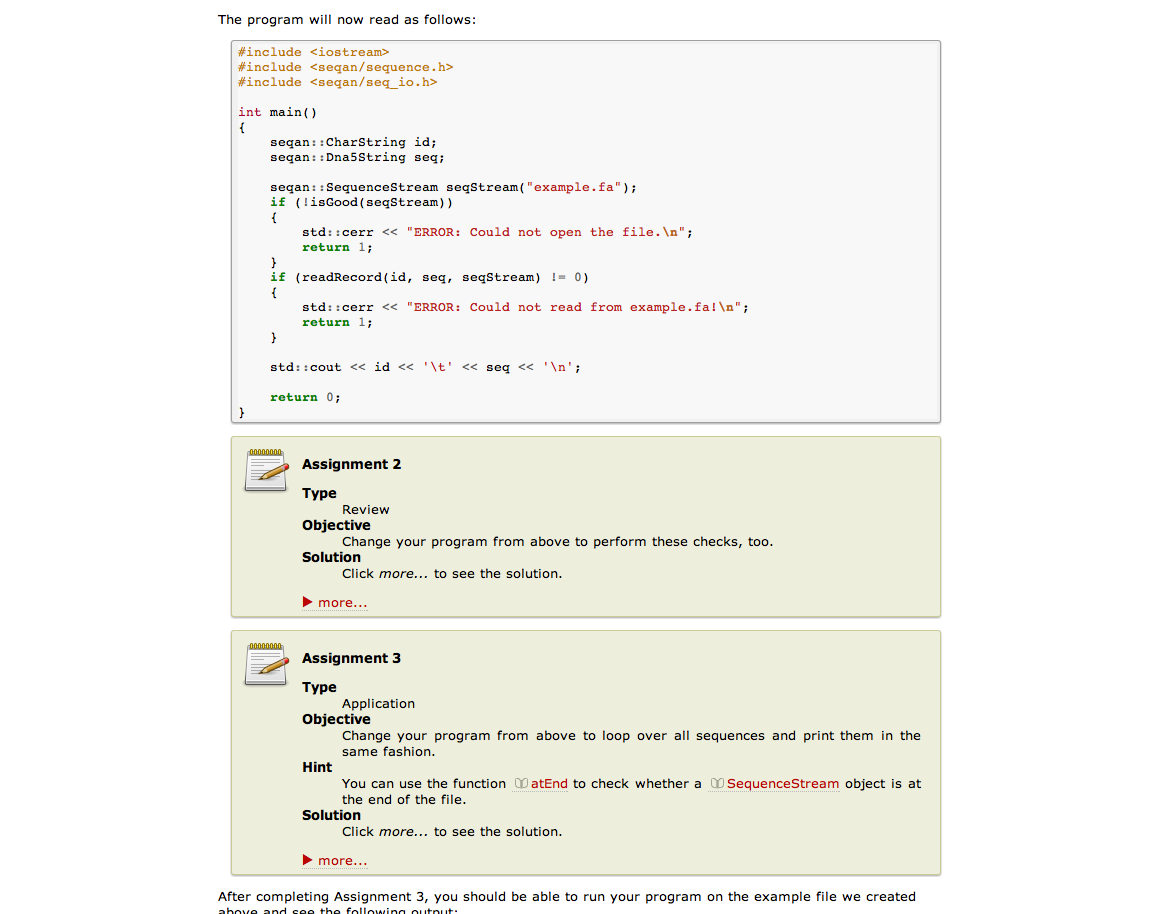 The program will now read as follows:
#include <iostream>
#include <seqan/sequence.h>
#include <seqan/seq_io.h>
int main()
{
    seqan::CharString id;
    seqan::Dna5String seq;
    seqan::SequenceStream seqStream("example.fa");
    if (!isGood(seqStream))
    {
        std::cerr << "ERROR: Could not open the file.\n";
        return 1;
    }
    if (readRecord(id, seq, seqStream) != 0)
    {
        std::cerr << "ERROR: Could not read from example.fa!\n";
        return 1;
    }
    std::cout << id << '\t' << seq << '\n';
    return 0;
}
Assignment 2
Type
Review
Objective
Change your program from above to perform these checks, too.
Solution
Click more... to see the solution.
more...
Assignment 3
Type
Application
Objective
Change your program from above to loop over all sequences and print them in the
same fashion.
Hint
You can use the function atEnd to check whether a SequenceStream object is at
the end of the file.
Solution
Click more... to see the solution.
more...
After completing Assignment 3, you should be able to run your program on the example file we created
above and see the following output: